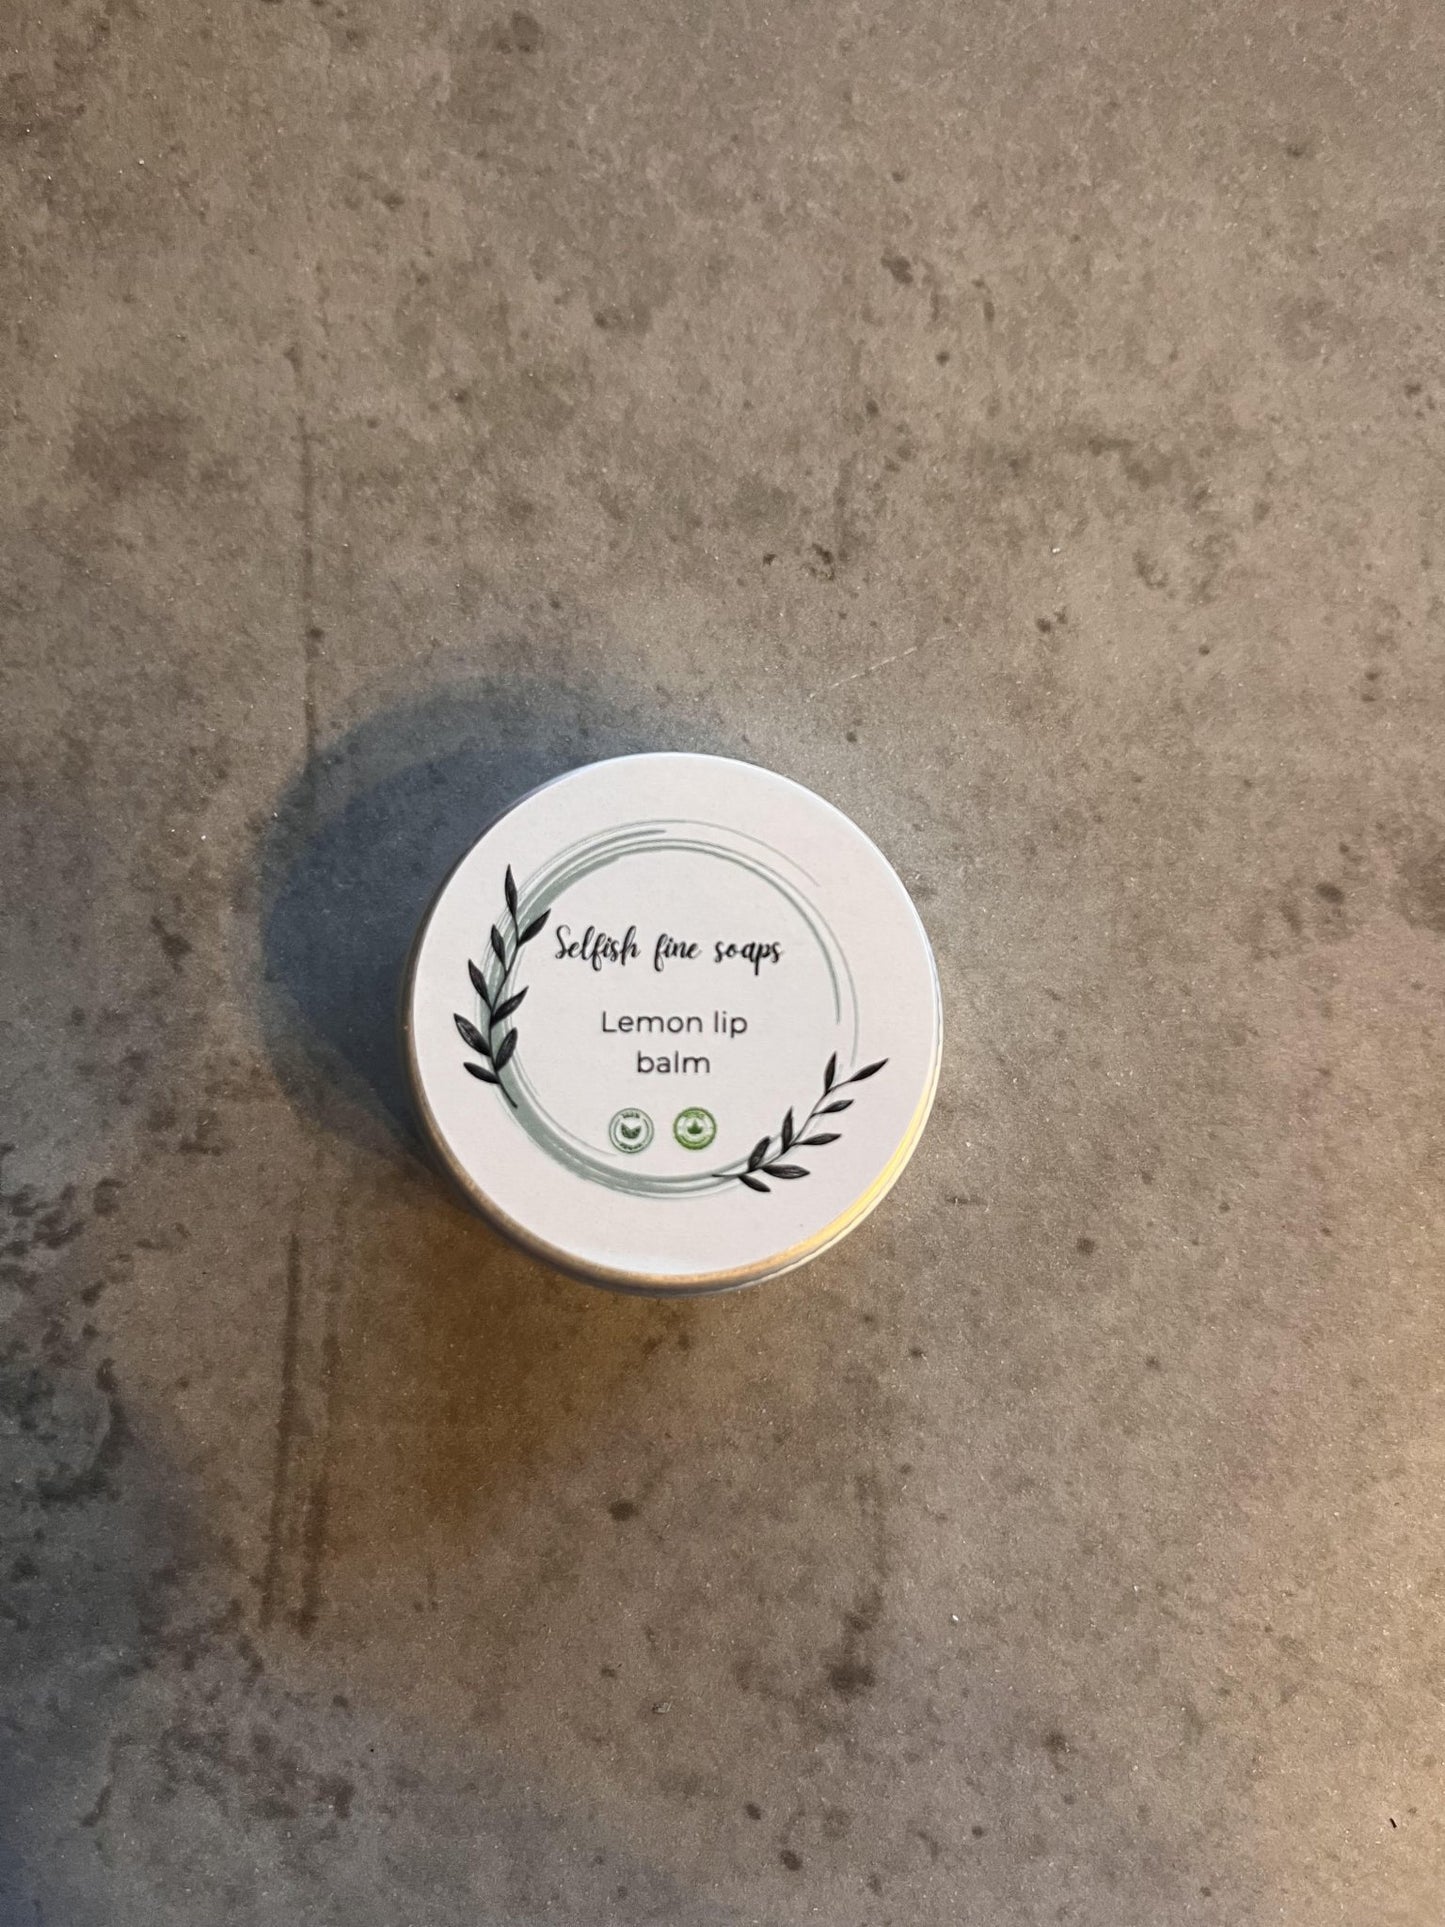 Selfish fine soaps
Lemon lip
balm